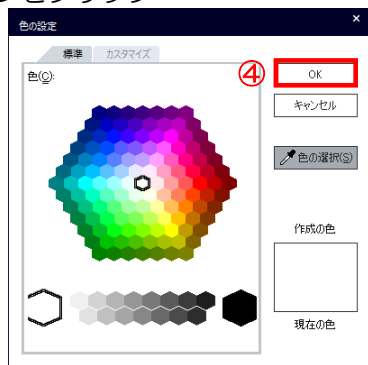 色の設定
×
標準 カスタマイズ
色(C):
④
OK
キャンセル
色の選択(S)
作成の色
現在の色